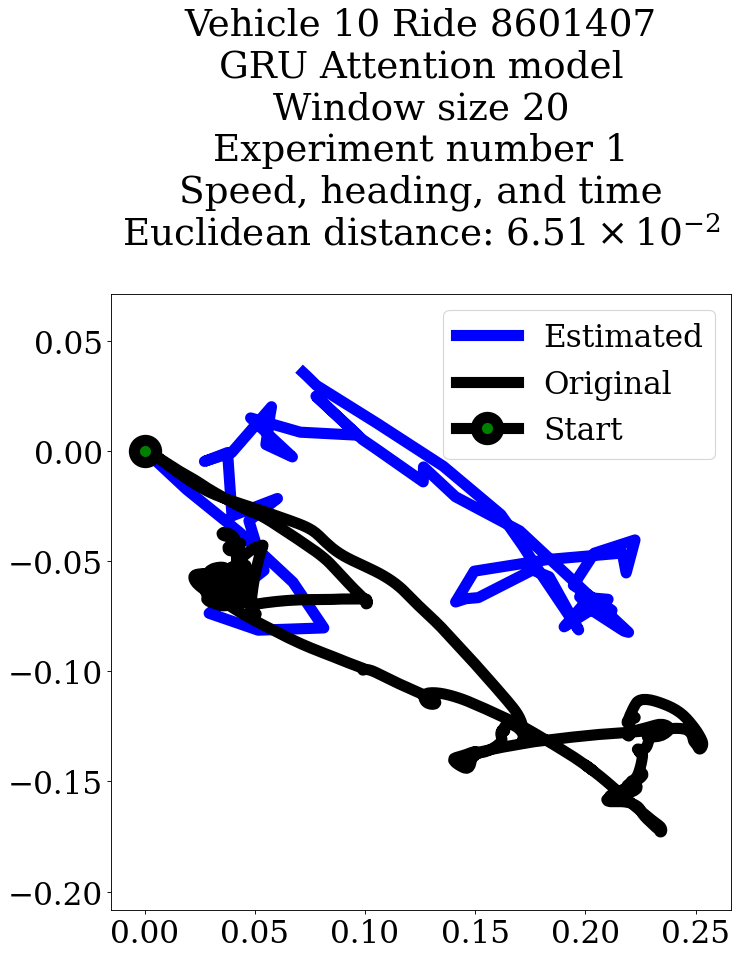 Vehicle 10 Ride 8601407
GRU Attention model
Window size 20
Experiment number 1
Speed, heading, and time
Euclidean distance: 6.51 × 10⁻²
Estimated
Original
Start
0.05
0.00
−0.05
−0.10
−0.15
−0.20
0.00 0.05 0.10 0.15 0.20 0.25